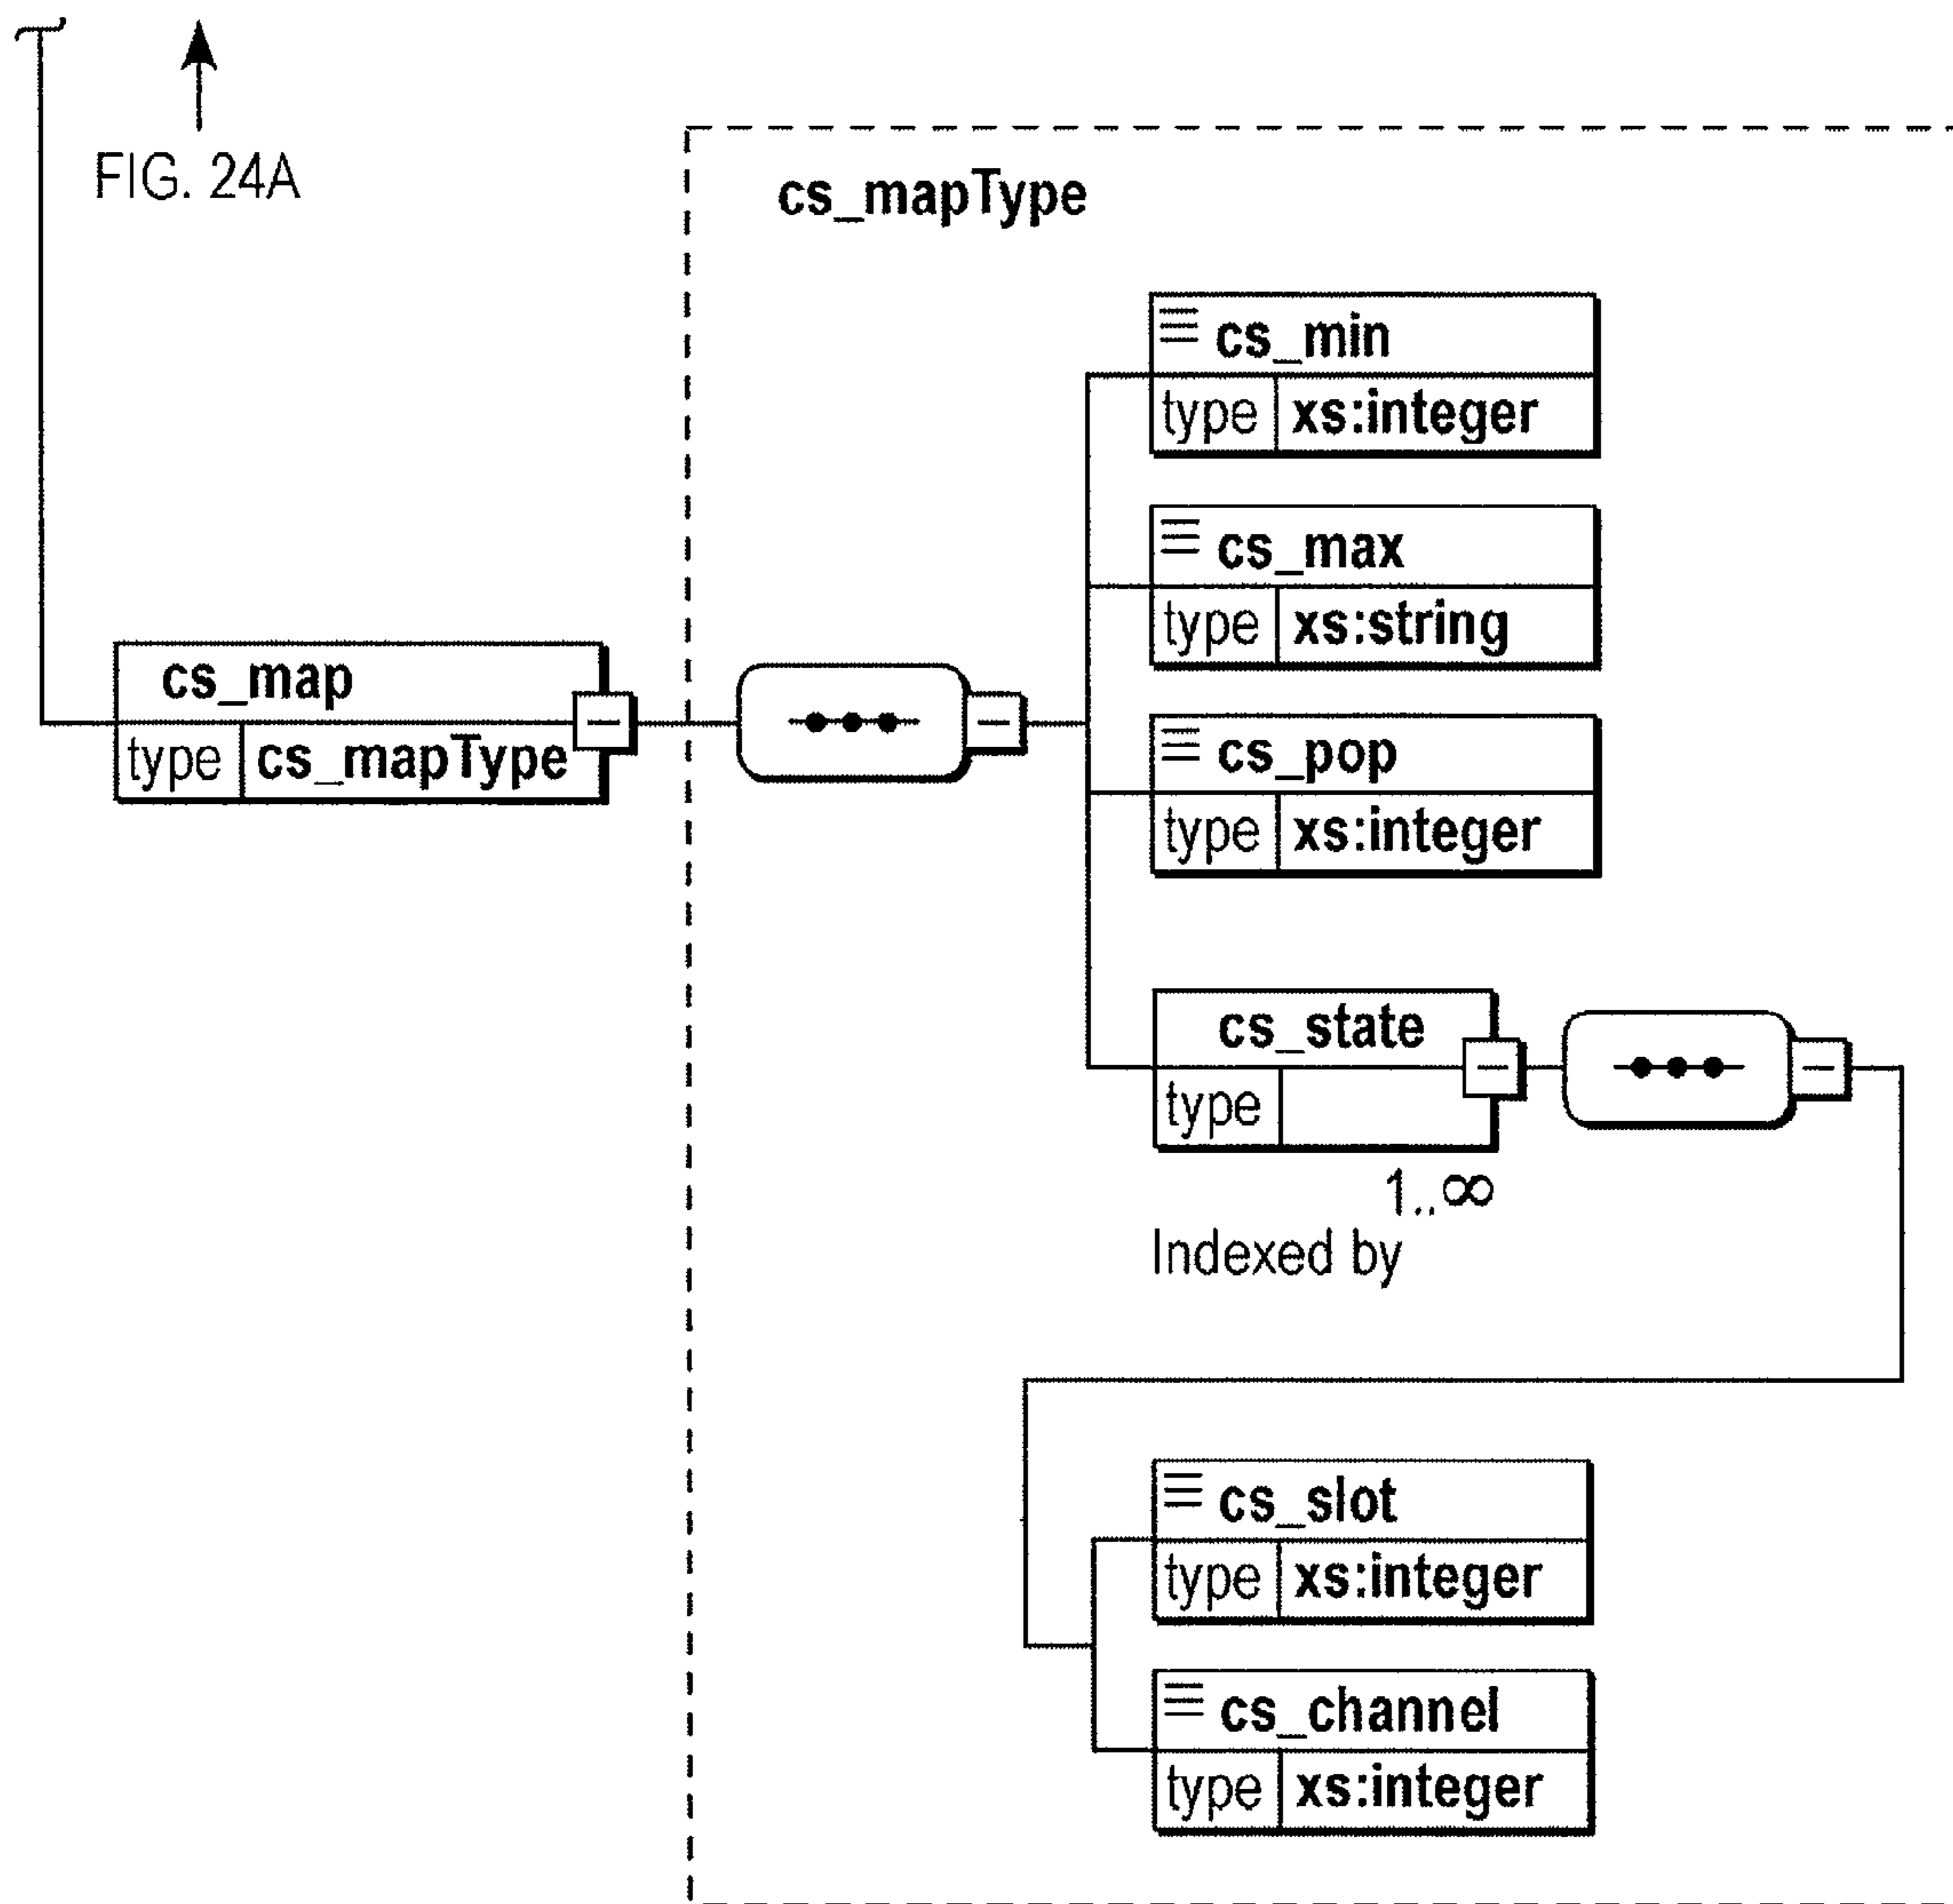 FIG. 24A
cs_mapType
cs_min
type xs:integer
cs_max
type xs:string
cs_map
type cs_mapType
cs_pop
type xs:integer
cs_state
type
1..∞
Indexed by
cs_slot
type xs:integer
cs_channel
type xs:integer